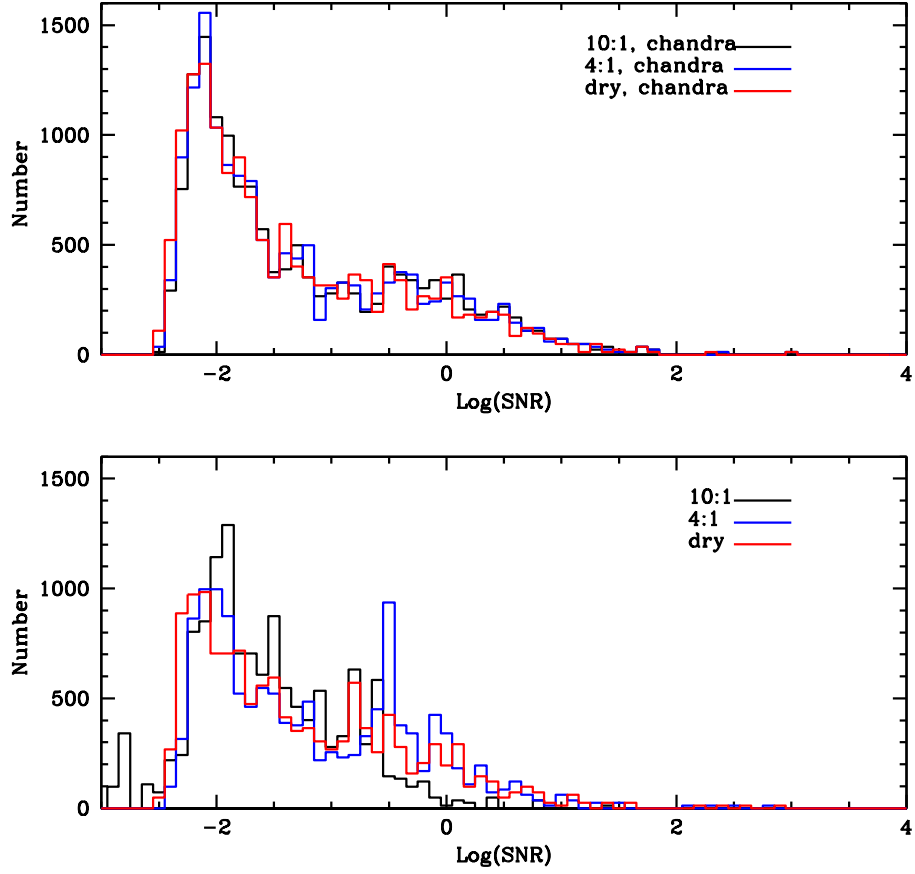 1500
1000
500
0
Number
10:1, chandra
4:1, chandra
dry, chandra
−2 0 2 4
Log(SNR)
1500
1000
500
0
Number
10:1
4:1
dry
−2 0 2 4
Log(SNR)